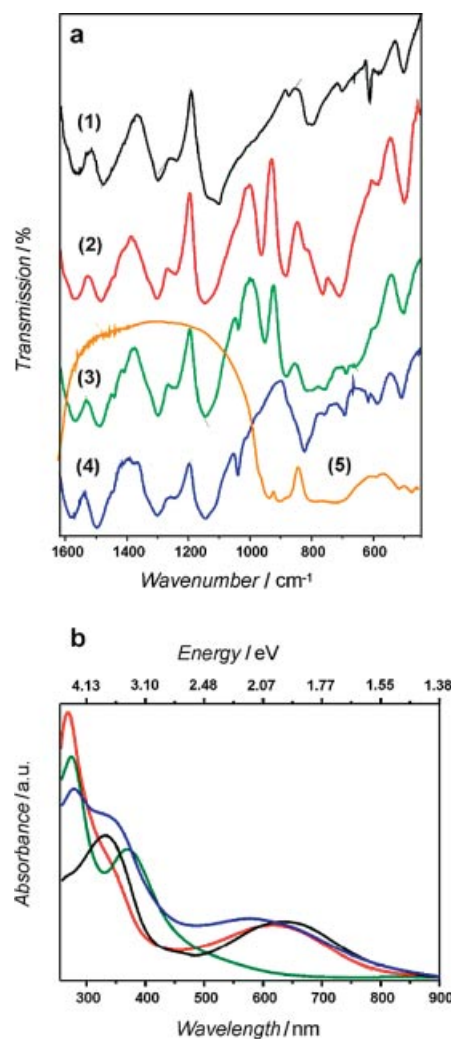 a
(1)
(2)
(3)
(4)
(5)
Transmission / %
1600 1400 1200 1000 800 600
Wavenumber / cm-1
b
Energy / eV
4.13 3.10 2.48 2.07 1.77 1.55 1.38
Absorbance / a.u.
300 400 500 600 700 800 900
Wavelength / nm